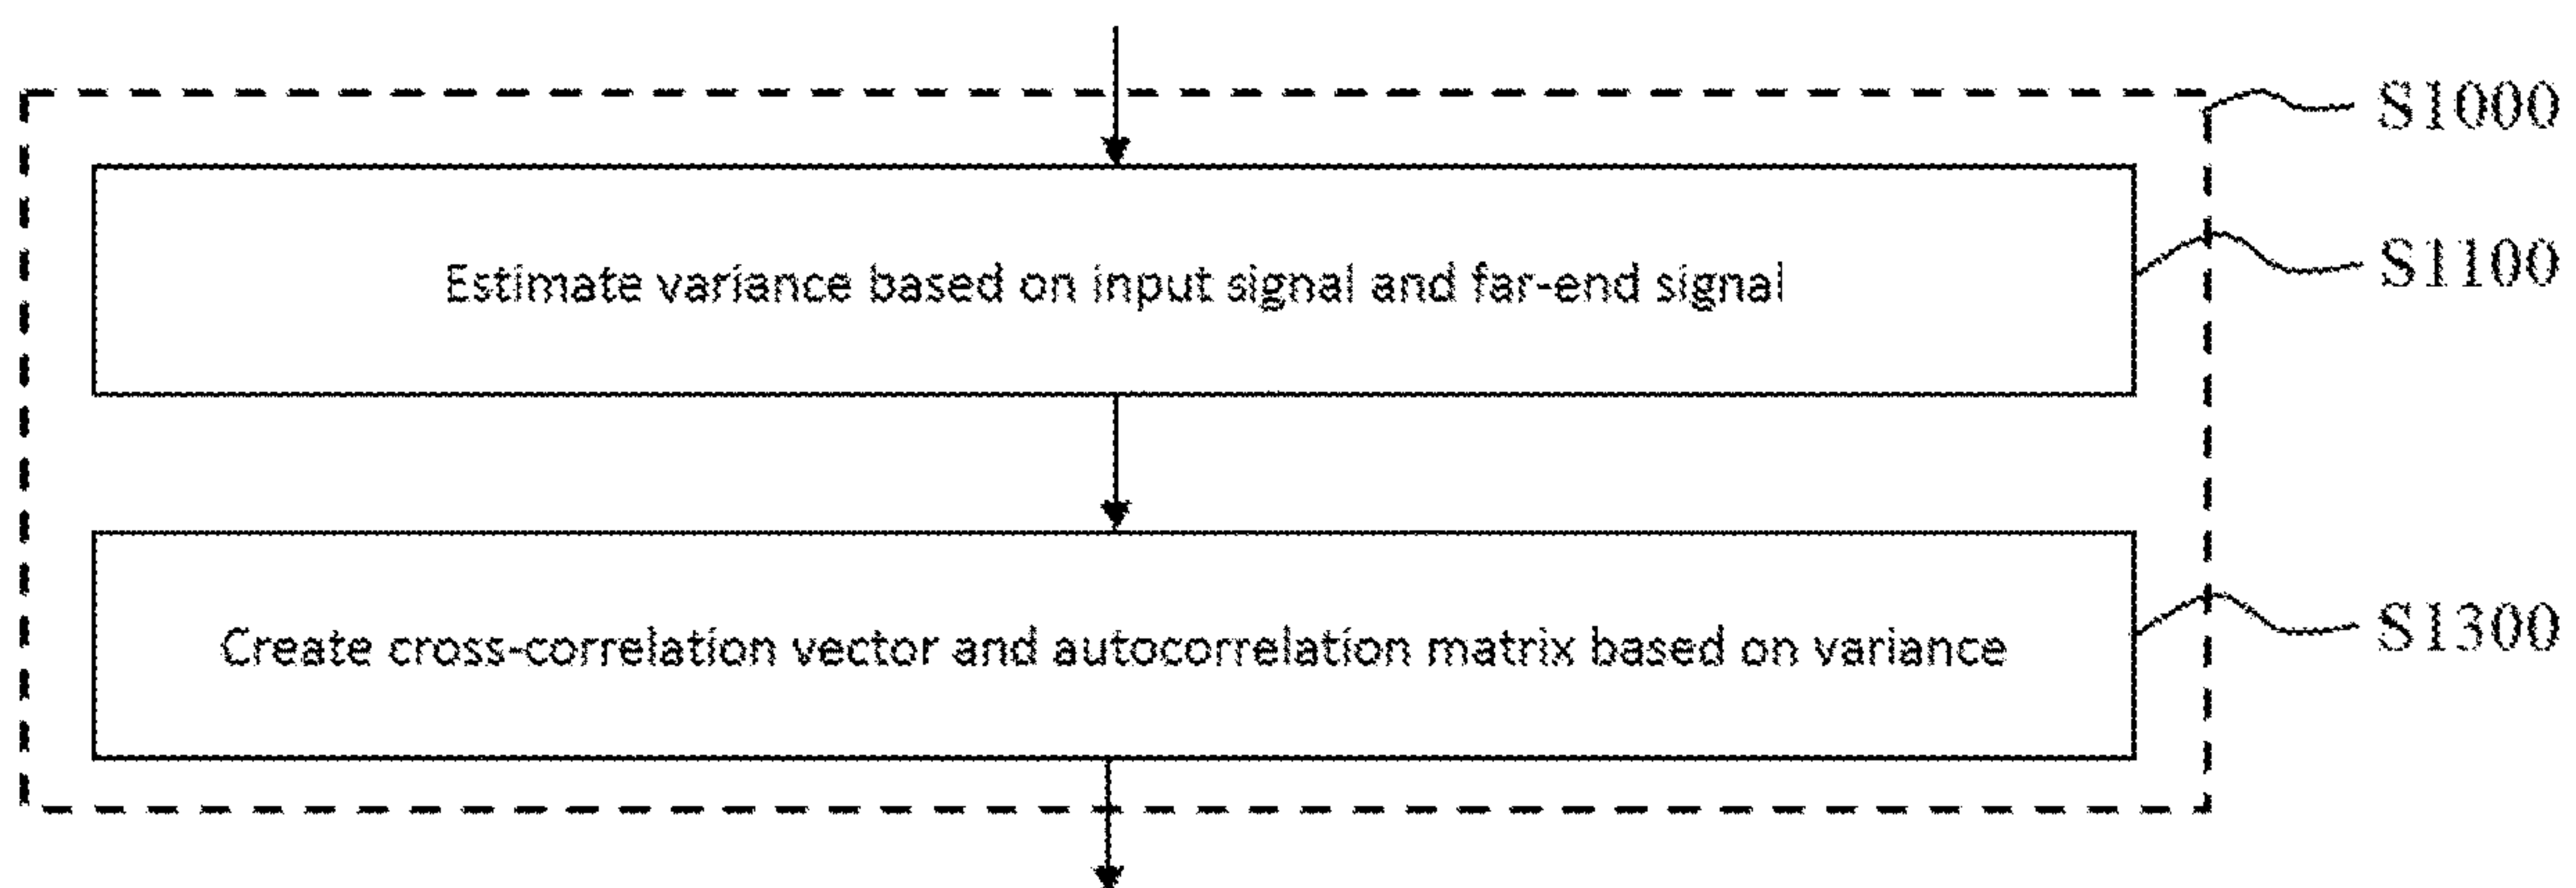 S1000
Estimate variance based on input signal and far-end signal
S1100
Create cross-correlation vector and autocorrelation matrix based on variance
S1300